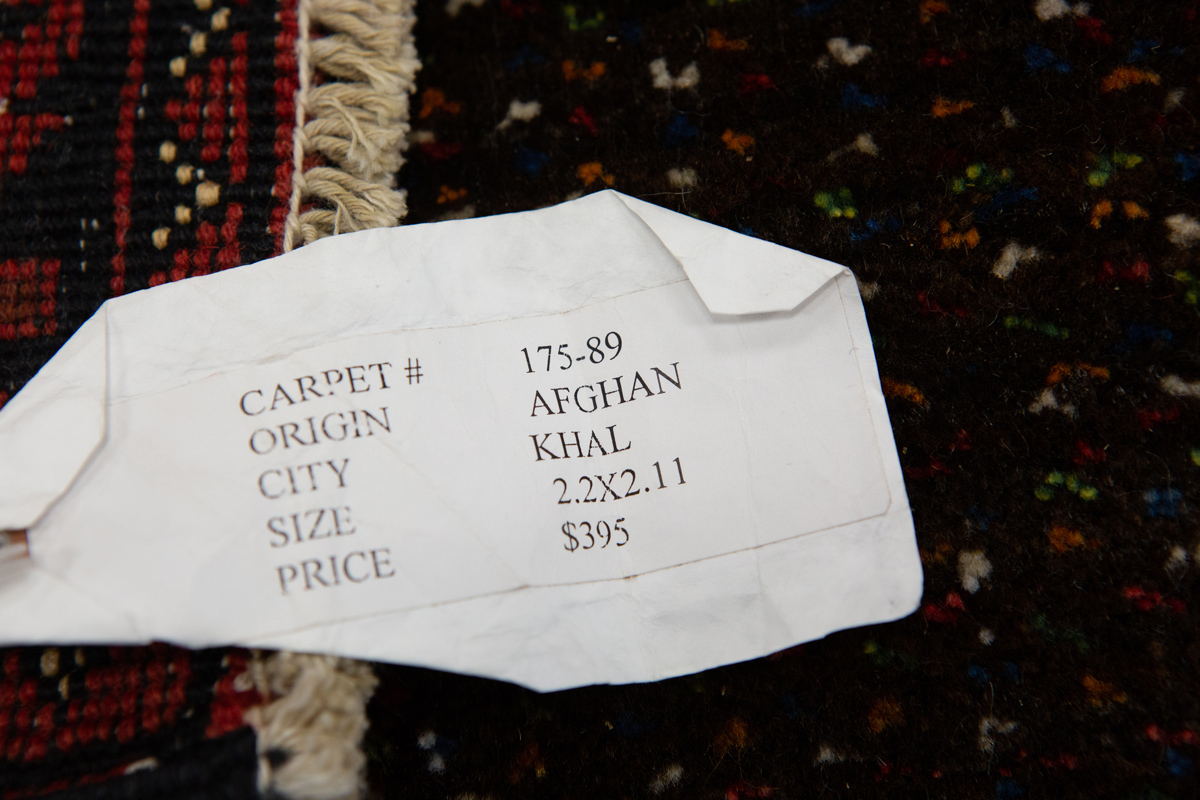 CARPET # 175-89
ORIGIN AFGHAN
CITY KHAL
SIZE 2.2X2.11
PRICE $395